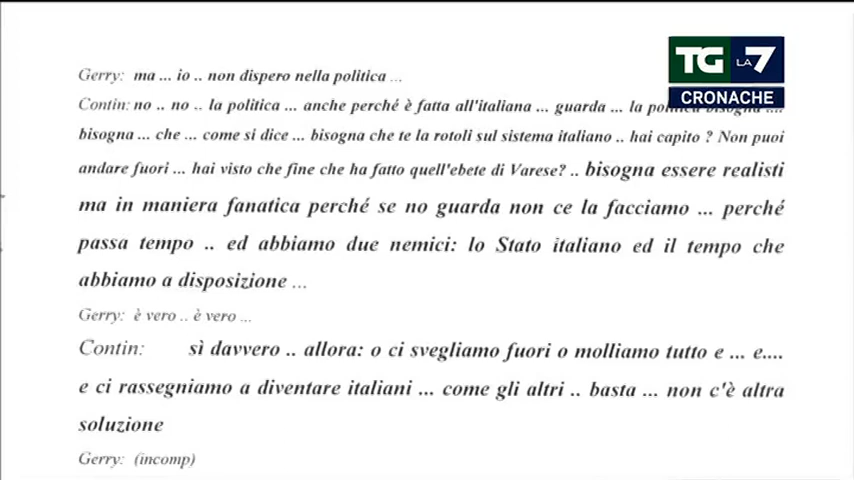 TG LA 7
CRONACHE
Gerry: ma ... io .. non dispero nella politica ...
Contin: no .. no .. la politica ... anche perché è fatta all'italiana ... guarda ... la politica bisogna ....
bisogna ... che ... come si dice ... bisogna che te la rotoli sul sistema italiano .. hai capito ? Non puoi
andare fuori ... hai visto che fine che ha fatto quell'ebete di Varese? .. bisogna essere realisti
ma in maniera fanatica perché se no guarda non ce la facciamo ... perché
passa tempo .. ed abbiamo due nemici: lo Stato italiano ed il tempo che
abbiamo a disposizione ...
Gerry: è vero .. è vero ...
Contin: sì davvero .. allora: o ci svegliamo fuori o molliamo tutto e ... e....
e ci rassegniamo a diventare italiani ... come gli altri .. basta ... non c'è altra
soluzione
Gerry: (incomp)